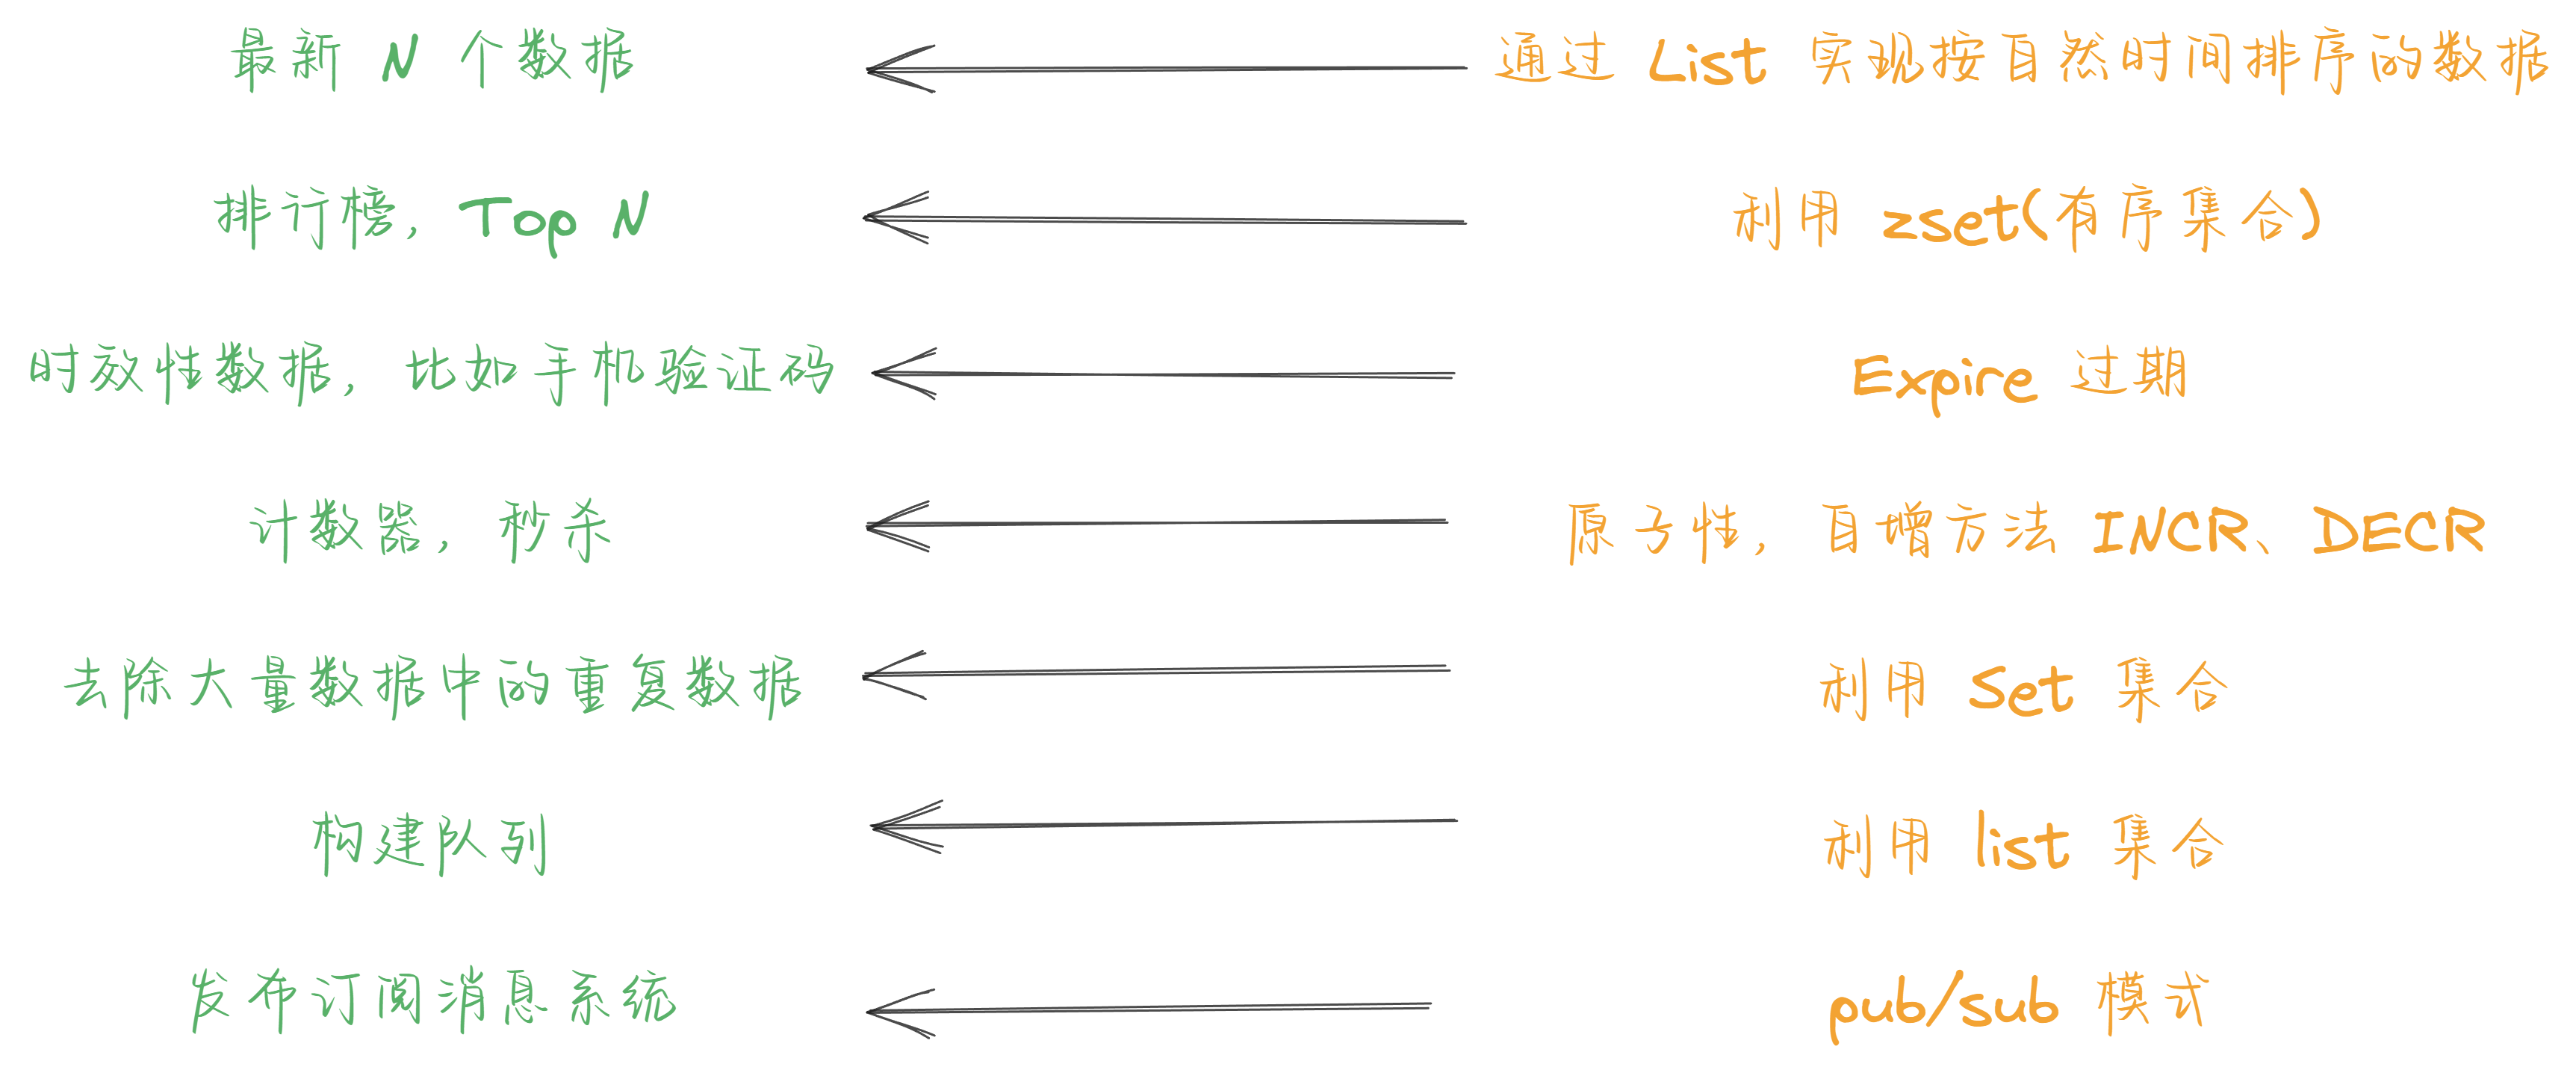 最新 N 个数据
通过 List 实现按自然时间排序的数据
排行榜，Top N
利用 zset(有序集合)
时效性数据，比如手机验证码
Expire 过期
计数器，秒杀
原子性，自增方法 INCR、DECR
去除大量数据中的重复数据
利用 Set 集合
构建队列
利用 list 集合
发布订阅消息系统
pub/sub 模式